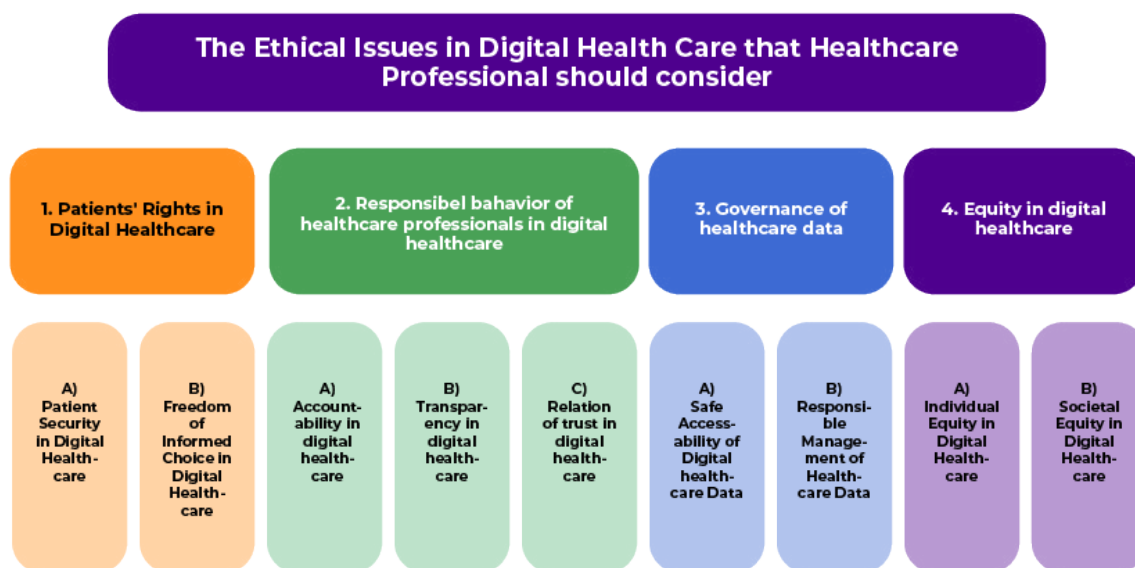 The Ethical Issues in Digital Health Care that Healthcare
Professional should consider
1. Patients' Rights in
Digital Healthcare
2. Responsibel bahavior of
healthcare professionals in digital
healthcare
3. Governance of
healthcare data
4. Equity in digital
healthcare
A)
Patient
Security
in Digital
Health-
care
B)
Freedom
of
Informed
Choice in
Digital
Health-
care
A)
Account-
ability in
digital
health-
care
B)
Transpar-
ency in
digital
health-
care
C)
Relation
of trust in
digital
health-
care
A)
Safe
Access-
ability of
Digital
health-
care Data
B)
Responsi-
ble
Manage-
ment of
Health-
care Data
A)
Individual
Equity in
Digital
Health-
care
B)
Societal
Equity in
Digital
Health-
care